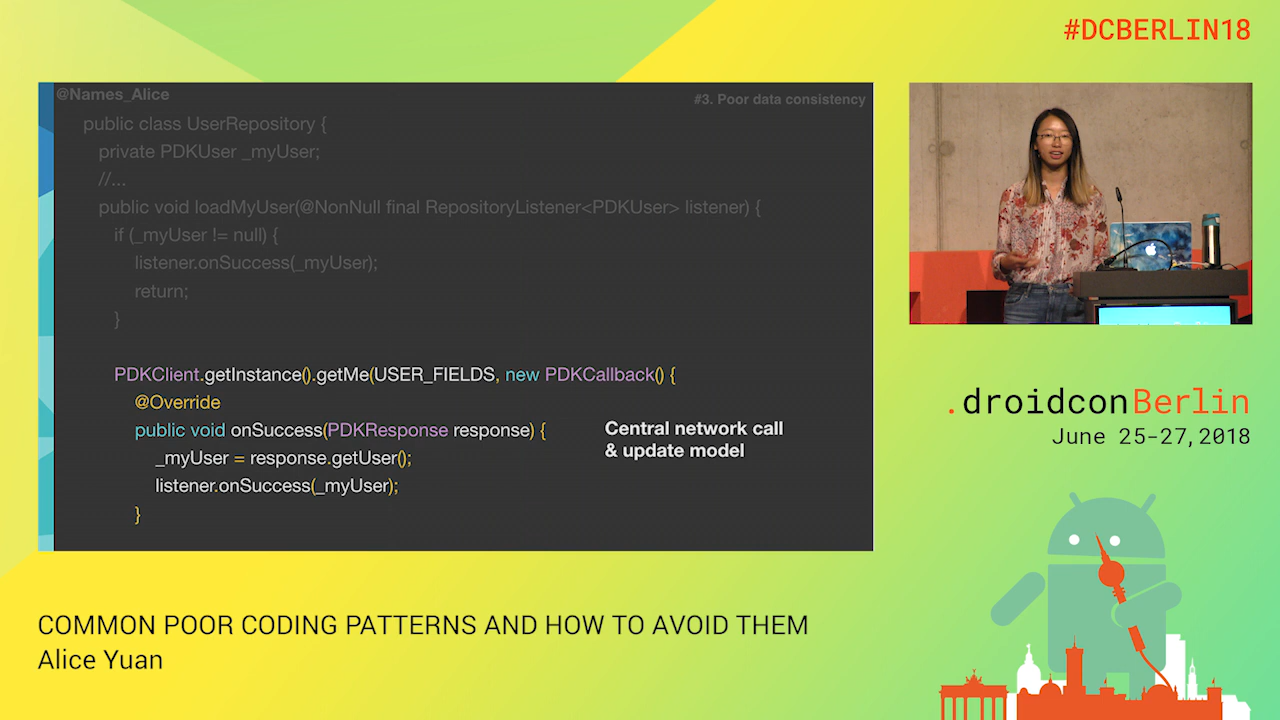 #DCBERLIN18
@Names_Alice
#3. Poor data consistency
public class UserRepository {
private PDKUser _myUser;
//...
public void loadMyUser(@NonNull final RepositoryListener<PDKUser> listener) {
if (_myUser != null) {
listener.onSuccess(_myUser);
return;
}
PDKClient.getInstance().getMe(USER_FIELDS, new PDKCallback() {
@Override
public void onSuccess(PDKResponse response) {
_myUser = response.getUser();
listener.onSuccess(_myUser);
}
Central network call
& update model
.droidconBerlin
June 25-27,2018
COMMON POOR CODING PATTERNS AND HOW TO AVOID THEM
Alice Yuan